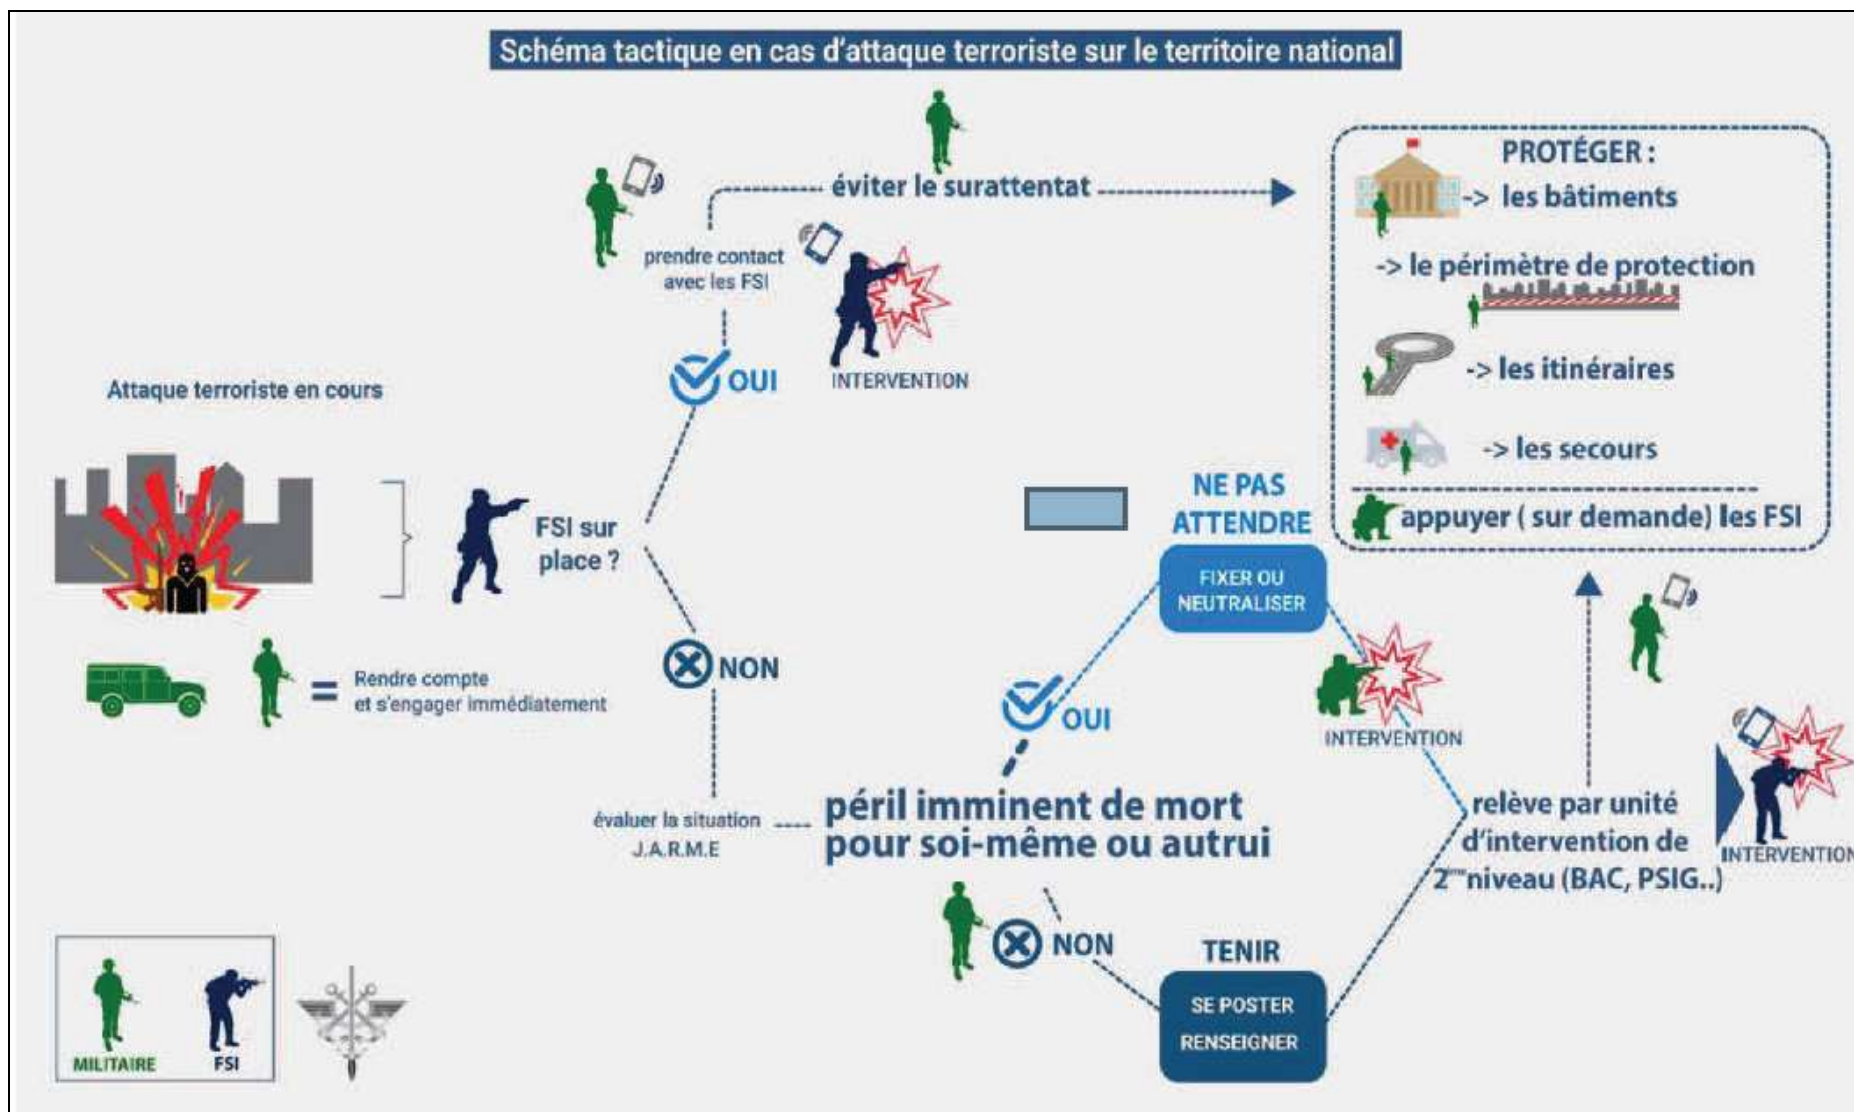 Schéma tactique en cas d'attaque terroriste sur le territoire national
éviter le surattentat
prendre contact
avec les FSI
OUI
INTERVENTION
PROTÉGER :
-> les bâtiments
-> le périmètre de protection
-> les itinéraires
-> les secours
appuyer ( sur demande) les FSI
Attaque terroriste en cours
FSI sur
place ?
= Rendre compte
et s'engager immédiatement
NON
évaluer la situation
J.A.R.M.E
péril imminent de mort
pour soi-même ou autrui
OUI
NE PAS
ATTENDRE
FIXER OU
NEUTRALISER
INTERVENTION
NON
TENIR
SE POSTER
RENSEIGNER
relève par unité
d'intervention de
2ème niveau (BAC, PSIG..)
INTERVENTION
MILITAIRE
FSI